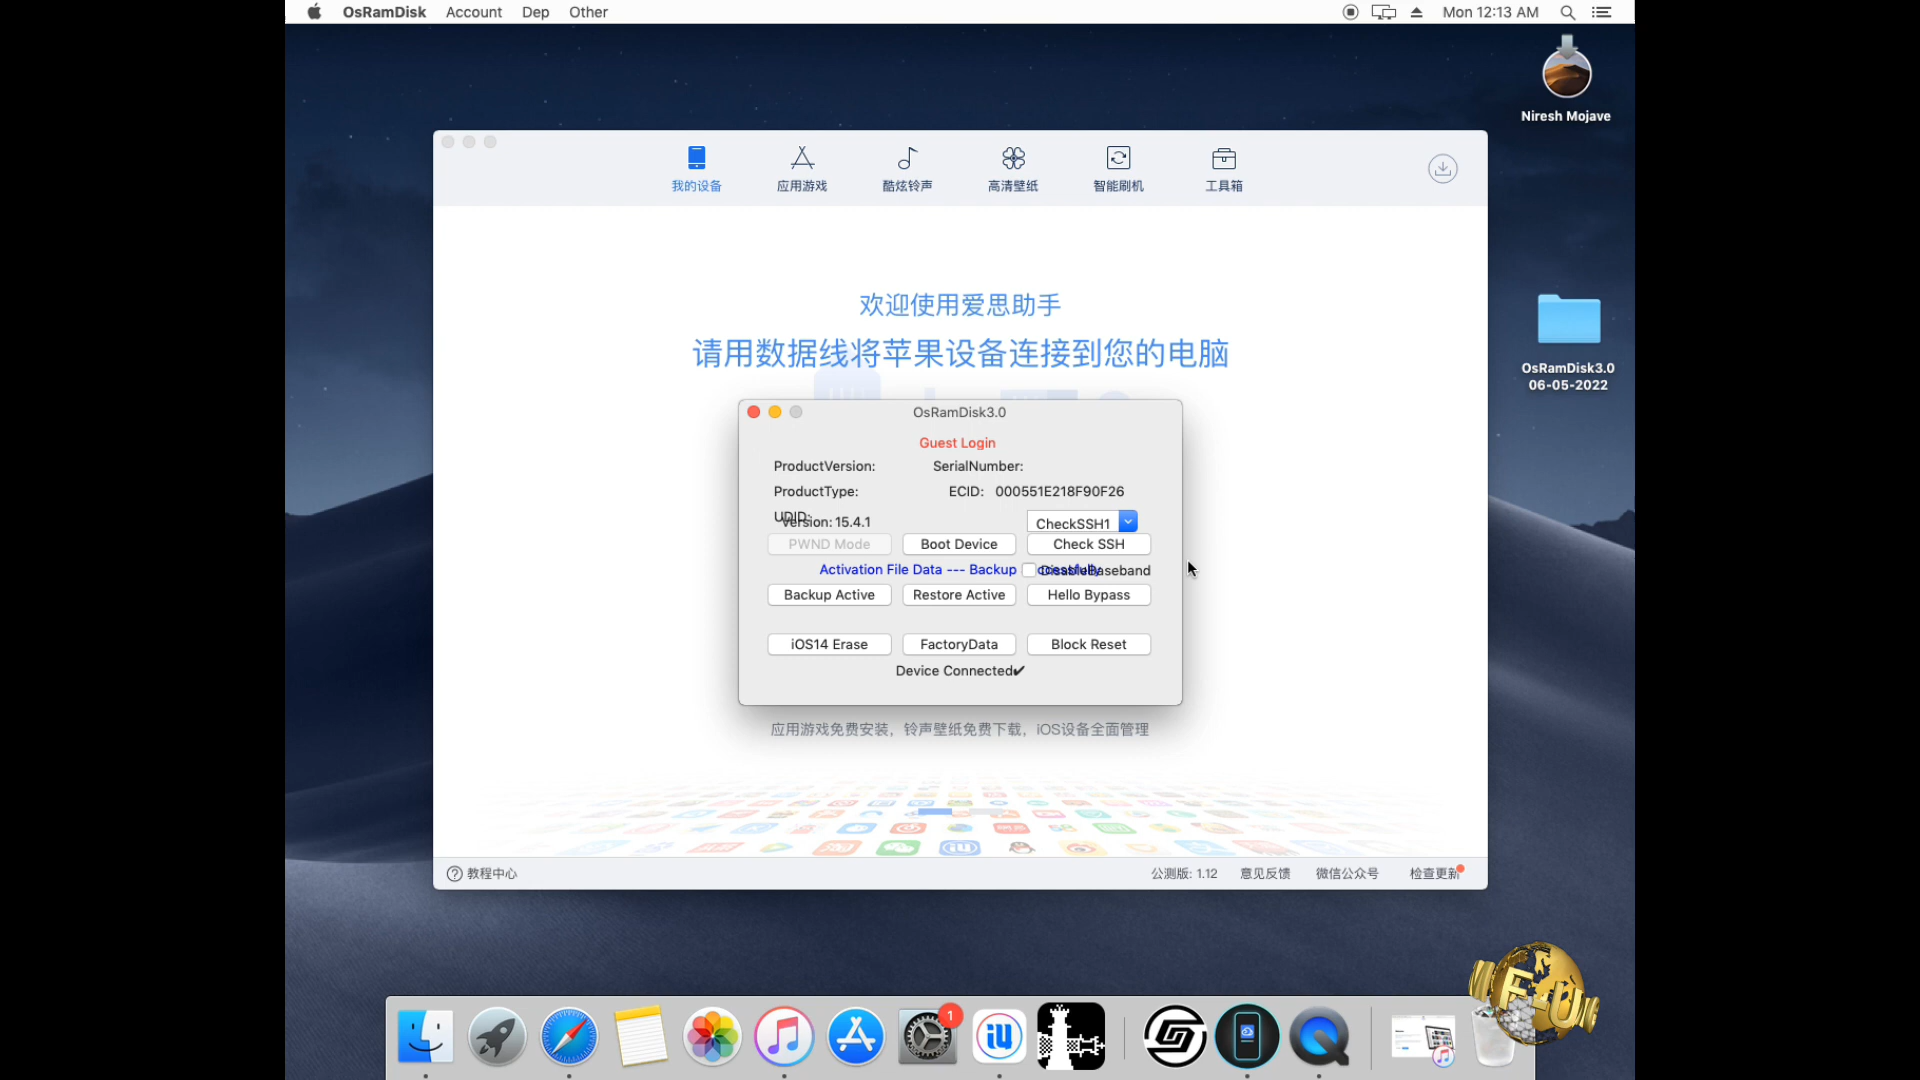 OsRamDisk Account Dep Other
Mon 12:13 AM
Niresh Mojave
我的设备 应用游戏 酷炫铃声 高清壁纸 智能刷机 工具箱
欢迎使用爱思助手
请用数据线将苹果设备连接到您的电脑
OsRamDisk3.0
06-05-2022
OsRamDisk3.0
Guest Login
ProductVersion: SerialNumber:
ProductType: ECID: 000551E218F90F26
UDID:
Version: 15.4.1
CheckSSH1
PWND Mode Boot Device Check SSH
Activation File Data --- Backup
Backup Active Restore Active Hello Bypass
iOS14 Erase FactoryData Block Reset
Device Connected✔
应用游戏免费安装，铃声壁纸免费下载，iOS设备全面管理
教程中心
公测版: 1.12 意见反馈 微信公众号 检查更新
1
F-U